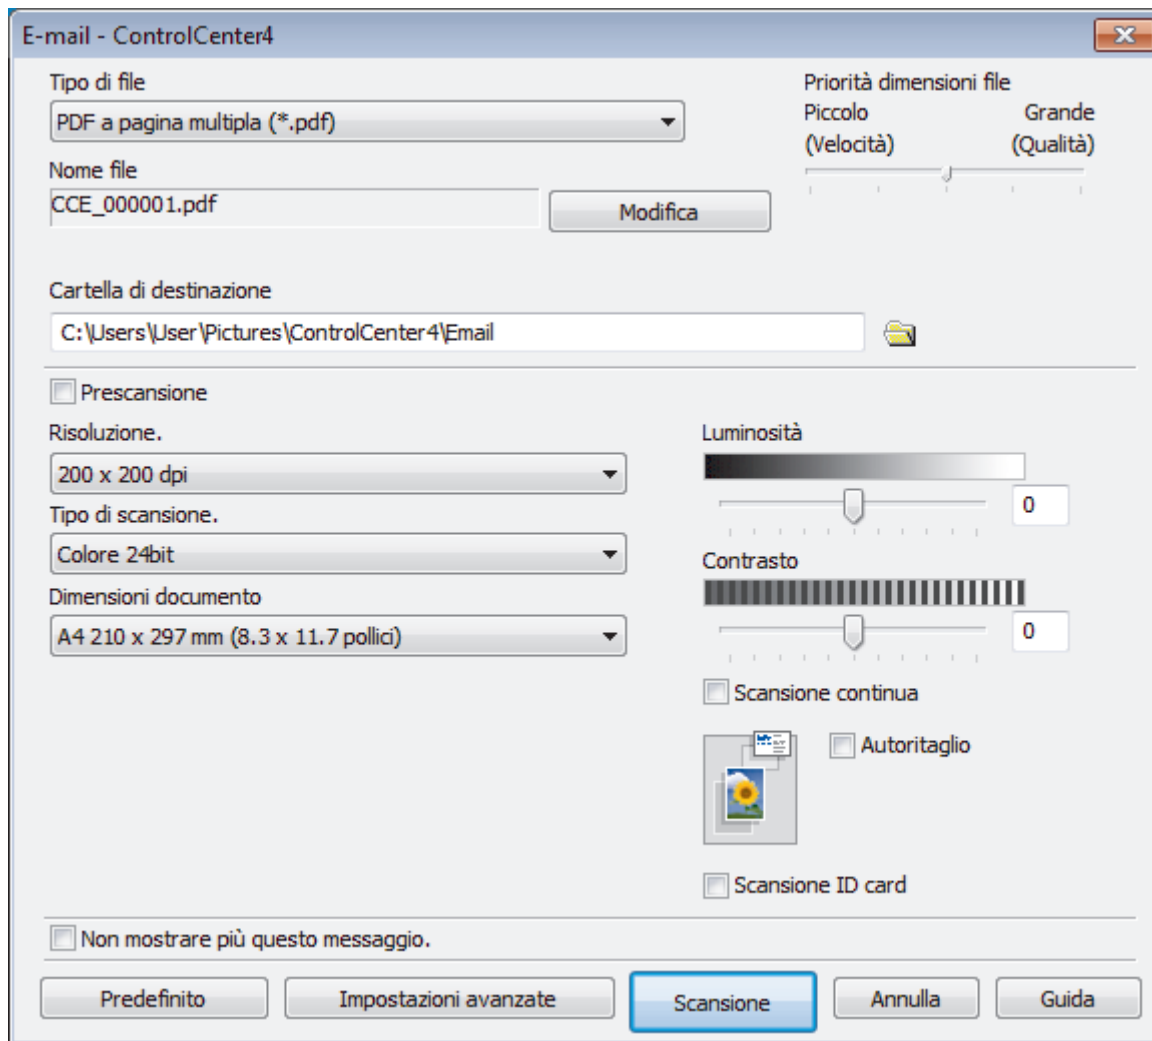 E-mail - ControlCenter4
Tipo di file
PDF a pagina multipla (*.pdf)
Priorità dimensioni file
Piccolo Grande
(Velocità) (Qualità)
Nome file
CCE_000001.pdf
Modifica
Cartella di destinazione
C:\Users\User\Pictures\ControlCenter4\Email
Prescansione
Risoluzione.
200 x 200 dpi
Tipo di scansione.
Colore 24bit
Dimensioni documento
A4 210 x 297 mm (8.3 x 11.7 pollici)
Luminosità
0
Contrasto
0
Scansione continua
Autoritaglio
Scansione ID card
Non mostrare più questo messaggio.
Predefinito Impostazioni avanzate Scansione Annulla Guida